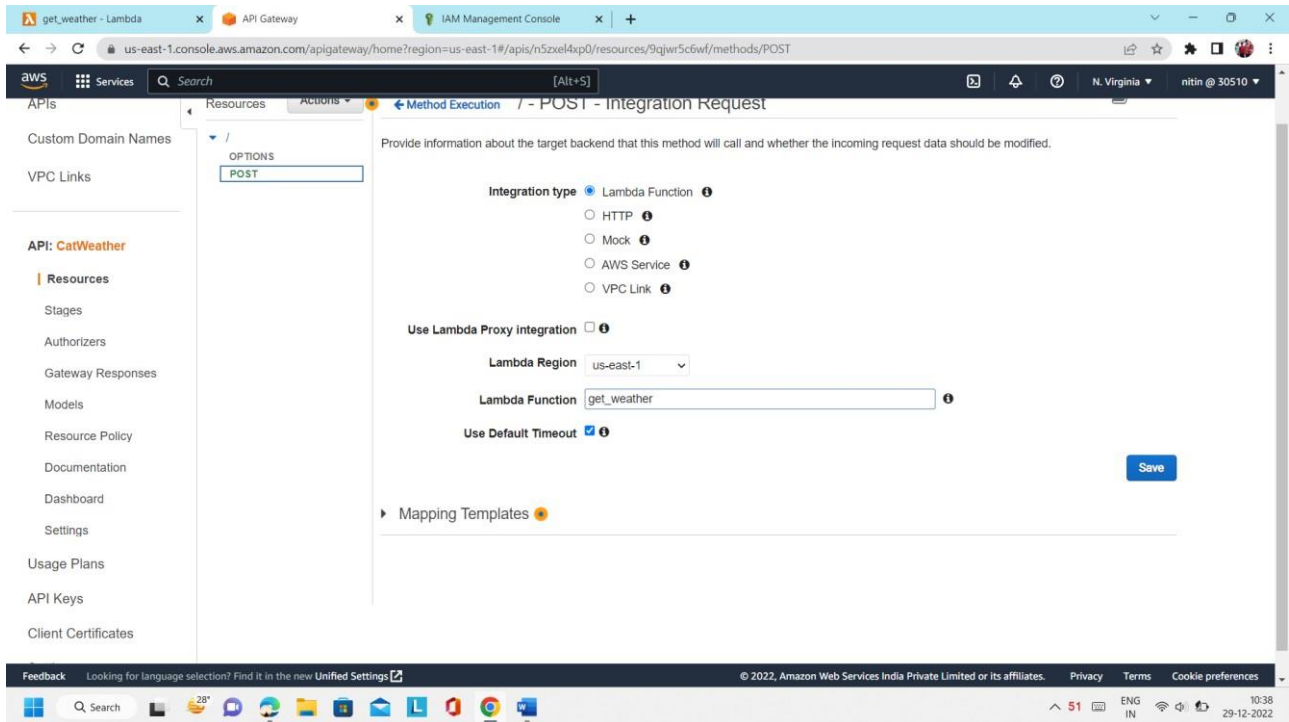 get_weather - Lambda
API Gateway
IAM Management Console
us-east-1.console.aws.amazon.com/apigateway/home?region=us-east-1#/apis/n5zxel4xp0/resources/9qjwr5c6wf/methods/POST
aws Services Search [Alt+S] N. Virginia nitin @ 30510
APIs
Custom Domain Names
VPC Links
API: CatWeather
Resources
Stages
Authorizers
Gateway Responses
Models
Resource Policy
Documentation
Dashboard
Settings
Usage Plans
API Keys
Client Certificates
Resources Actions
/
OPTIONS
POST
Method Execution / - POST - Integration Request
Provide information about the target backend that this method will call and whether the incoming request data should be modified.
Integration type Lambda Function
HTTP
Mock
AWS Service
VPC Link
Use Lambda Proxy integration
Lambda Region us-east-1
Lambda Function get_weather
Use Default Timeout
Save
Mapping Templates
Feedback Looking for language selection? Find it in the new Unified Settings © 2022, Amazon Web Services India Private Limited or its affiliates. Privacy Terms Cookie preferences
Search 28° 51 ENG 10:38
IN 29-12-2022